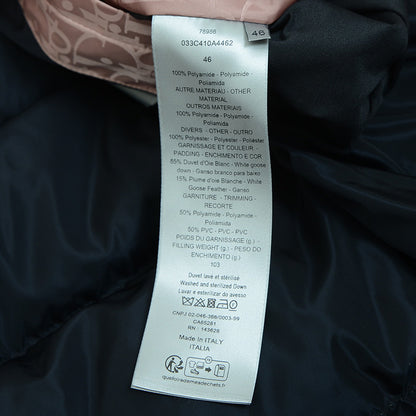 78956
033C410A4462
46
46
100% Polyamide - Polyamide -
Poliamida
AUTRE MATERIAU - OTHER
MATERIAL
OUTROS MATERIAIS
100% Polyamide - Polyamide -
Poliamida
DIVERS - OTHER - OUTRO
100% Polyester - Polyester - Poliéster
GARNISSAGE ET COULEUR -
PADDING - ENCHIMENTO E COR
85% Duvet d'Oie Blanc - White goose
down - Ganso branco para baixo
15% Plume d'Oie Blanche - White
Goose Feather - Ganso
GARNITURE - TRIMMING -
RECORTE
50% Polyamide - Polyamide -
Poliamida
50% PVC - PVC - PVC
POIDS DU GARNISSAGE (g.) -
FILLING WEIGHT (g.) - PESO DO
ENCHIMENTO (g.)
103
Duvet lavé et stérilisé
Washed and sterilized Down
Lavar e esterilizar do avesso
CNPJ 02-046-366/0003-99
CA65281
RN : 143628
Made In ITALY
ITALIA
quefairedemesdechets.fr